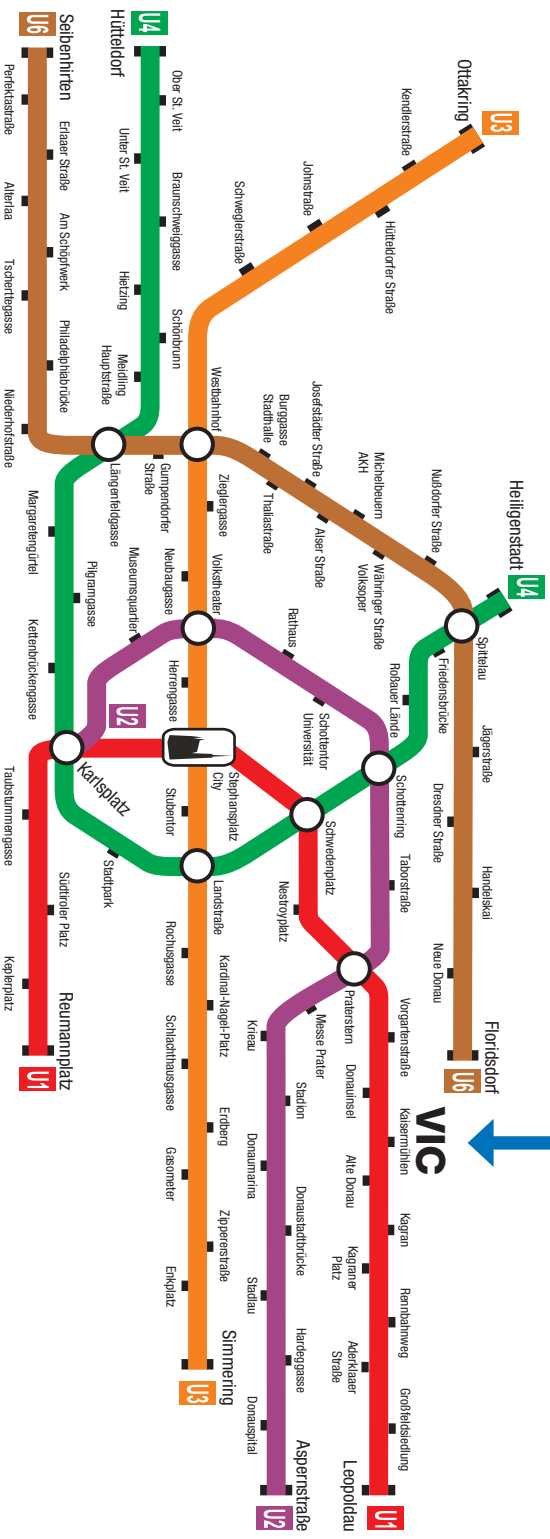 U6
Seibenhirten
Perfektastraße
Erlaaer Straße
Alterlaa
Am Schöpfwerk
Tscherttegasse
Philadelphiabrücke
Niederhofstraße
Hütteldorf
U4
Ober St. Veit
Unter St. Veit
Braunschweiggasse
Hietzing
Schönbrunn
Meidling
Hauptstraße
Längenfeldgasse
Gumpendorfer
Straße
Margaretengürtel
Pilgramgasse
Kettenbrückengasse
Ottakring
U3
Kendlerstraße
Hütteldorfer Straße
Johnstraße
Schweglerstraße
Westbahnhof
Zieglergasse
Neubaugasse
Volkstheater
Museumsquartier
Herrengasse
U2
Karlsplatz
Burggasse
Stadthalle
Thaliastraße
Josefstädter Straße
Alser Straße
Michelbeuern
AKH
Währinger Straße
Volksoper
Nußdorfer Straße
Heiligenstadt
U4
Spittelau
Friedensbrücke
Roßauer Lände
Rathaus
Schottentor
Universität
Schottenring
Stephansplatz
City
Stubentor
Schwedenplatz
Stadtpark
Landstraße
Taubstummengasse
Südtiroler Platz
Keplerplatz
Reumannplatz
U1
Jägerstraße
Dresdner Straße
Handelskai
Neue Donau
Floridsdorf
U6
Taborstraße
Nestroyplatz
Praterstern
Rochusgasse
Kardinal-Nagel-Platz
Schlachthausgasse
Erdberg
Gasometer
Zippererstraße
Enkplatz
Simmering
U3
Messe Prater
Krieau
Stadion
Donaumarina
Donaustadtbrücke
Stadlau
Hardeggasse
Donauspital
Aspernstraße
U2
Vorgartenstraße
Donauinsel
Kaisermühlen
VIC
Alte Donau
Kagran
Kagraner
Platz
Rennbahnweg
Aderklaaer
Straße
Großfeldsiedlung
Leopoldau
U1